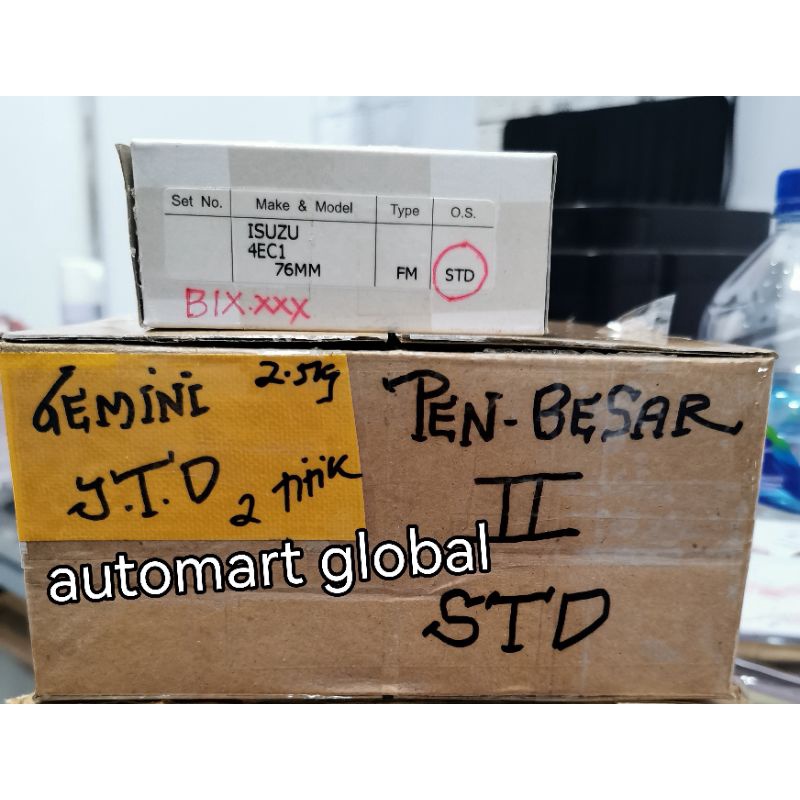 Set No. Make & Model Type O.S.
ISUZU
4EC1
76MM FM STD
BIX.XXX
GEMINI 2.5kg
J.T.D 2 TITIK
PEN-BESAR
II
STD
automart global